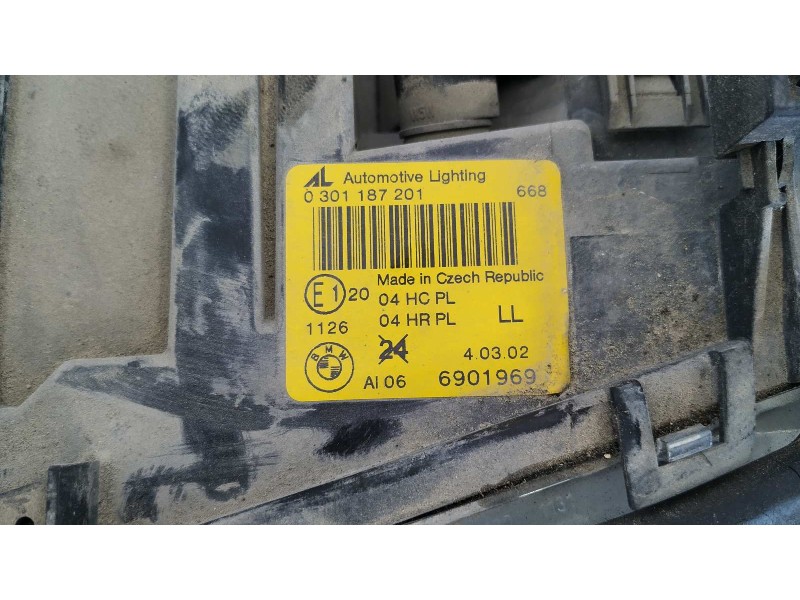 AL Automotive Lighting
0 301 187 201 668
Made in Czech Republic
E1 20 04 HC PL
1126 04 HR PL LL
BMW 24 4.03.02
AI 06 6901969